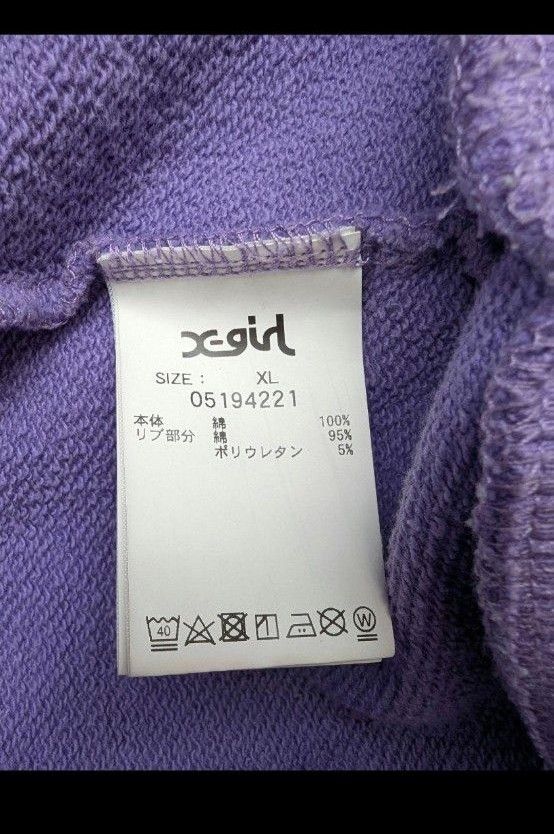 X-girl
SIZE : XL
05194221
本体 綿 100%
リブ部分 綿 95%
ポリウレタン 5%
40
W